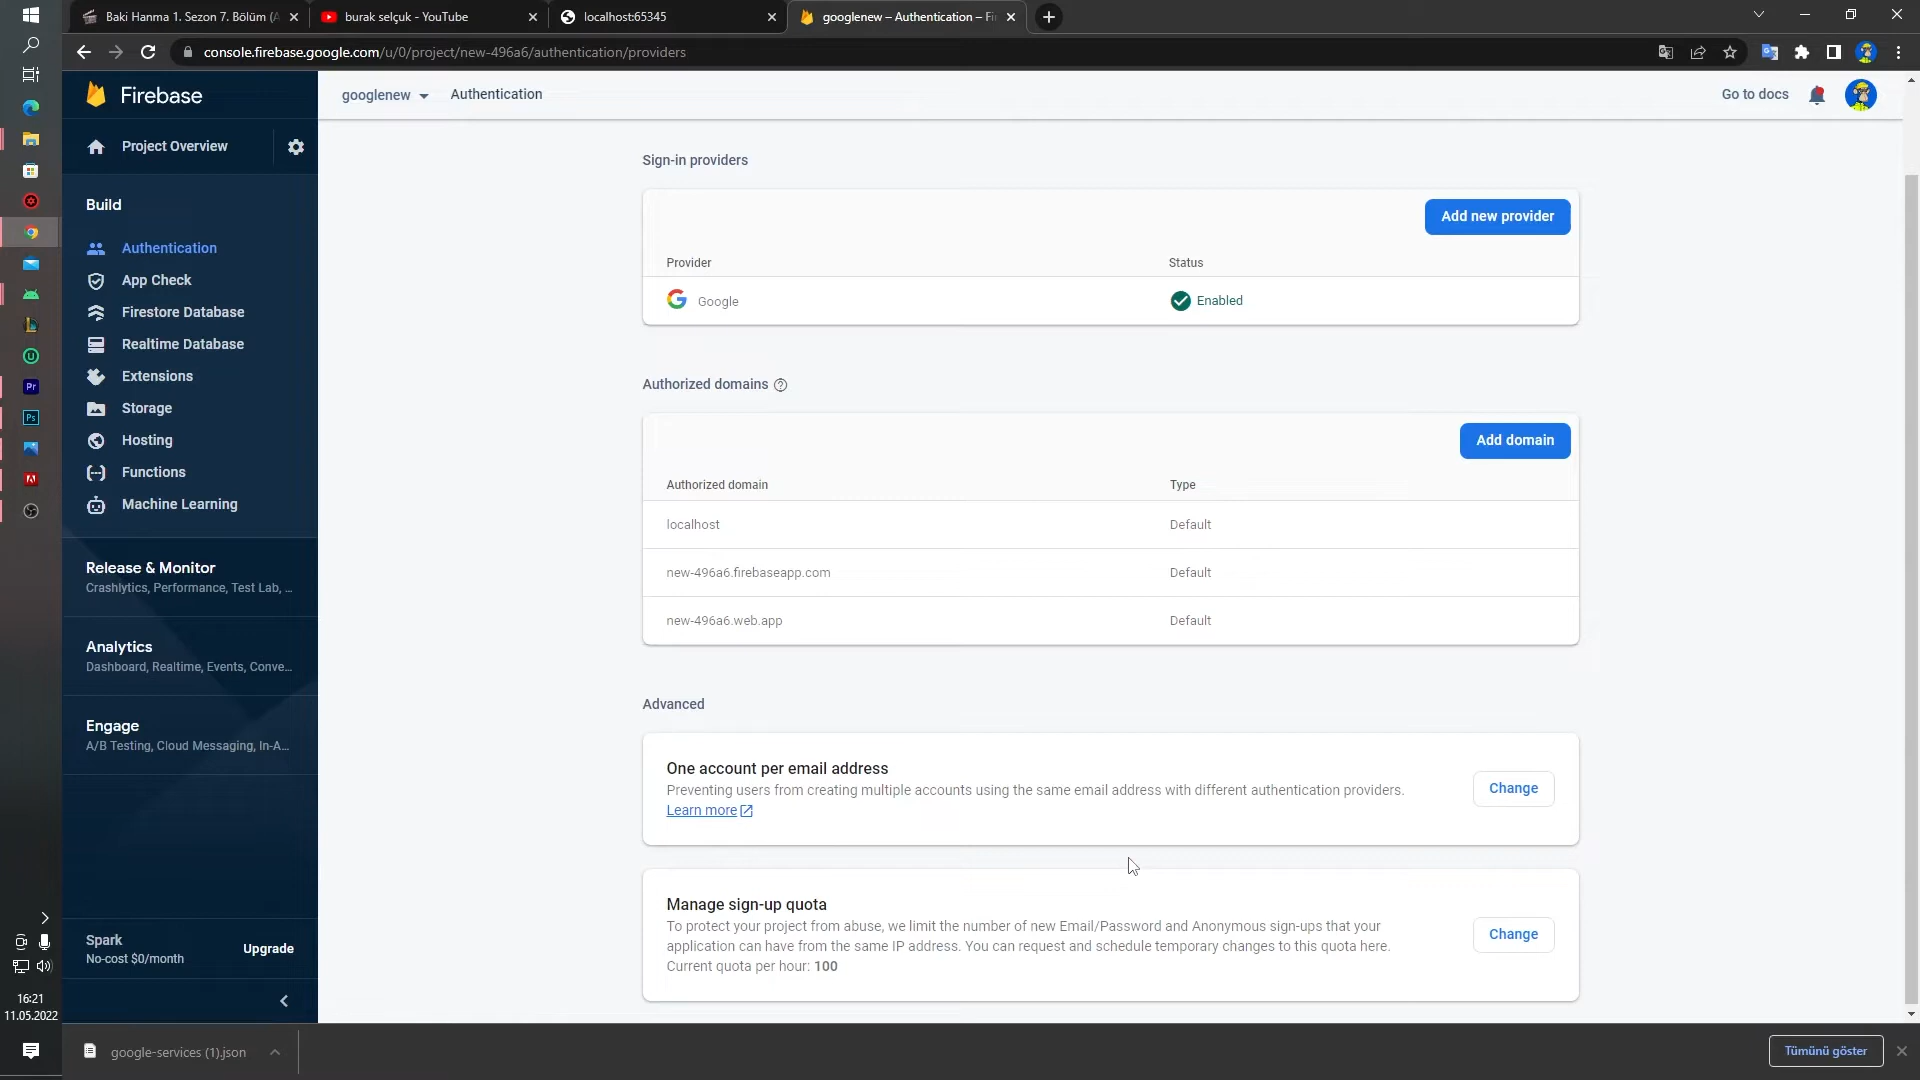 Baki Hanma 1. Sezon 7. Bölüm (A
burak selçuk - YouTube
localhost:65345
googlenew – Authentication – Fi
console.firebase.google.com/u/0/project/new-496a6/authentication/providers
Firebase
googlenew
Authentication
Go to docs
Project Overview
Build
Authentication
App Check
Firestore Database
Realtime Database
Extensions
Storage
Hosting
Functions
Machine Learning
Release & Monitor
Crashlytics, Performance, Test Lab, ...
Analytics
Dashboard, Realtime, Events, Conve...
Engage
A/B Testing, Cloud Messaging, In-A...
Spark
No-cost $0/month
Upgrade
Sign-in providers
Add new provider
Provider
Status
Google
Enabled
Authorized domains
Add domain
Authorized domain
Type
localhost
Default
new-496a6.firebaseapp.com
Default
new-496a6.web.app
Default
Advanced
One account per email address
Preventing users from creating multiple accounts using the same email address with different authentication providers.
Learn more
Change
Manage sign-up quota
To protect your project from abuse, we limit the number of new Email/Password and Anonymous sign-ups that your
application can have from the same IP address. You can request and schedule temporary changes to this quota here.
Current quota per hour: 100
Change
Pr
Ps
16:21
11.05.2022
google-services (1).json
Tümünü göster